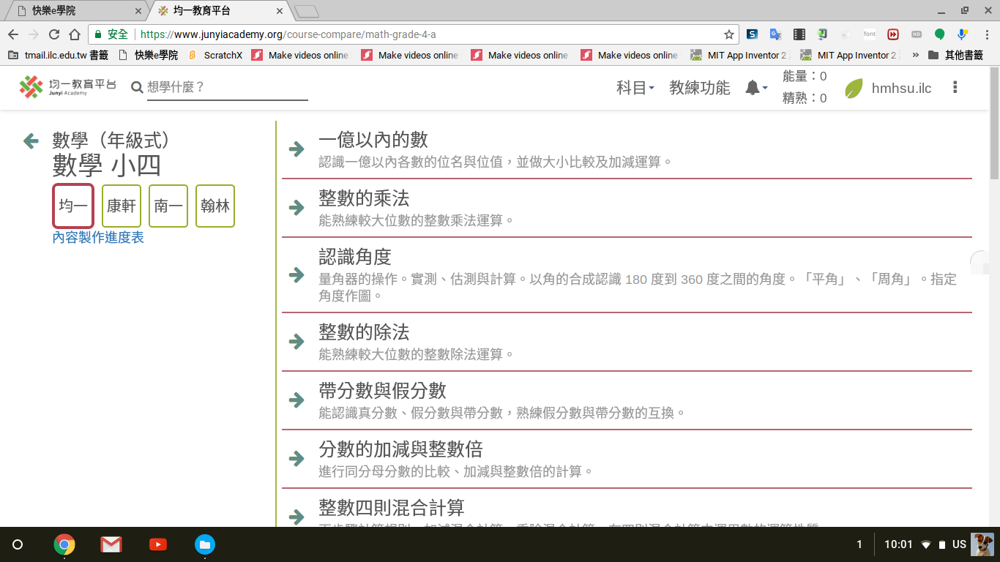 快樂e學院
均一教育平台
安全 https://www.junyiacademy.org/course-compare/math-grade-4-a
font
HD
tmail.ilc.edu.tw 書籤 快樂e學院 ScratchX Make videos online Make videos online Make videos online Make videos online MIT App Inventor 2 MIT App Inventor 2 » 其他書籤
均一教育平台
Junyi Academy
想學什麼？
科目 教練功能
能量：0
精熟：0
hmhsu.ilc
數學（年級式）
數學 小四
均一 康軒 南一 翰林
內容製作進度表
一億以內的數
認識一億以內各數的位名與位值，並做大小比較及加減運算。
整數的乘法
能熟練較大位數的整數乘法運算。
認識角度
量角器的操作。實測、估測與計算。以角的合成認識 180 度到 360 度之間的角度。「平角」、「周角」。指定
角度作圖。
整數的除法
能熟練較大位數的整數除法運算。
帶分數與假分數
能認識真分數、假分數與帶分數，熟練假分數與帶分數的互換。
分數的加減與整數倍
進行同分母分數的比較、加減與整數倍的計算。
整數四則混合計算
1 10:01 US